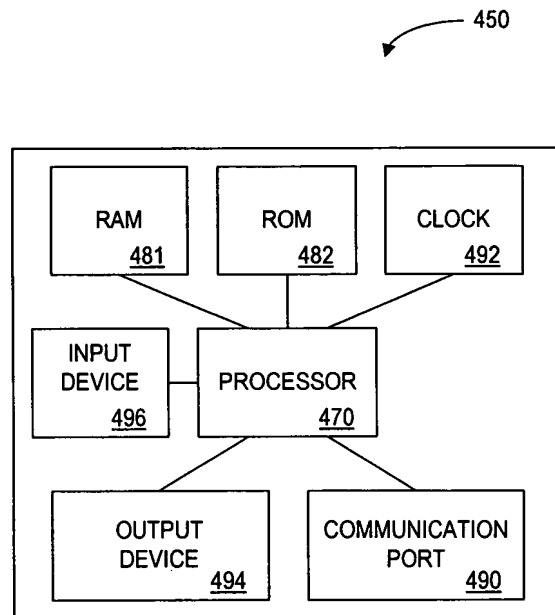 450
RAM
481
ROM
482
CLOCK
492
INPUT
DEVICE
496
PROCESSOR
470
OUTPUT
DEVICE
494
COMMUNICATION
PORT
490